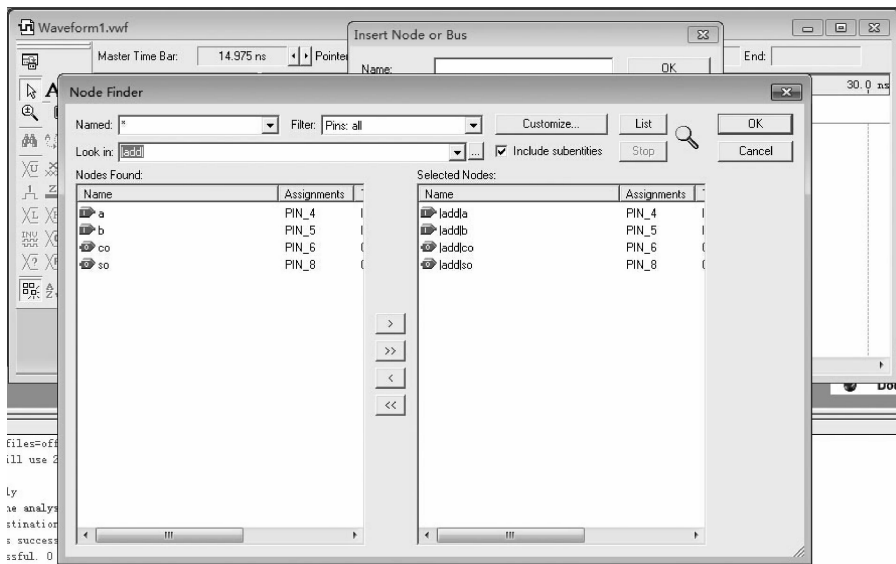 Waveform1.vwf
Insert Node or Bus
Master Time Bar: 14.975 ns Pointer
End:
Name: OK
30.0 ns
Node Finder
Named: * Filter: Pins: all Customize... List OK
Look in: |add| ... Include subentities Stop Cancel
Nodes Found: Selected Nodes:
Name Assignments Name Assignments
a PIN_4 |add|a PIN_4
b PIN_5 |add|b PIN_5
co PIN_6 |add|co PIN_6
so PIN_8 |add|so PIN_8
>
>>
<
<<
files=off
ill use 2
ly
he analys
stination
s success
ssful. 0